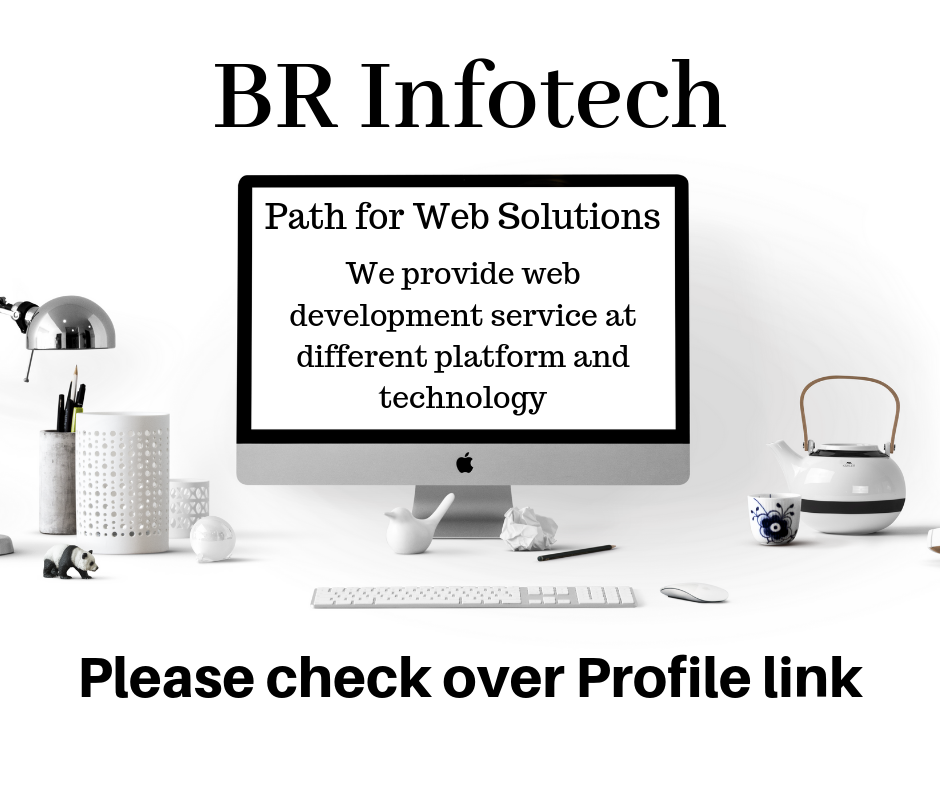 BR Infotech
Path for Web Solutions
We provide web
development service at
different platform and
technology
Please check over Profile link